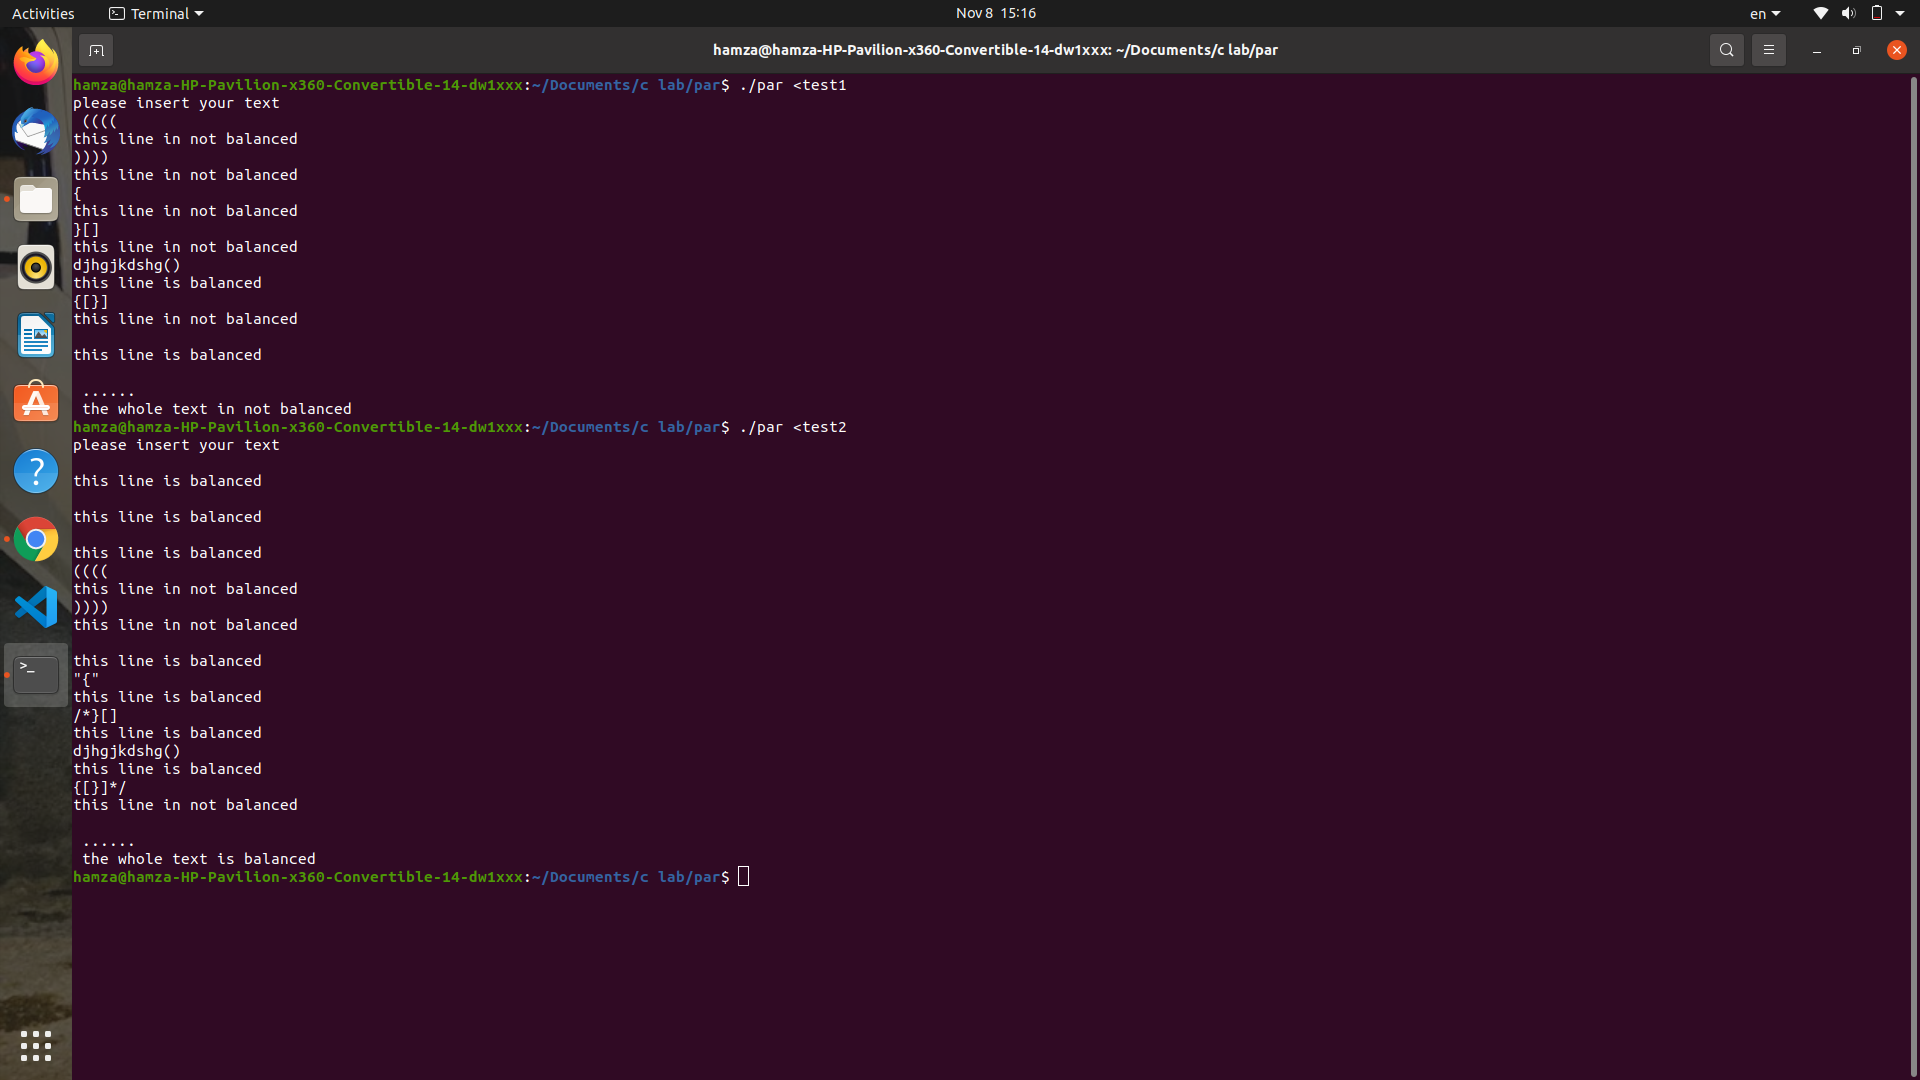 Activities Terminal Nov 8 15:16 en
hamza@hamza-HP-Pavilion-x360-Convertible-14-dw1xxx: ~/Documents/c lab/par
hamza@hamza-HP-Pavilion-x360-Convertible-14-dw1xxx:~/Documents/c lab/par$ ./par <test1
please insert your text
 ((((
this line in not balanced
))))
this line in not balanced
{
this line in not balanced
}[]
this line in not balanced
djhgjkdshg()
this line is balanced
{[}]
this line in not balanced

this line is balanced

 ......
 the whole text in not balanced
hamza@hamza-HP-Pavilion-x360-Convertible-14-dw1xxx:~/Documents/c lab/par$ ./par <test2
please insert your text

this line is balanced

this line is balanced

this line is balanced
((((
this line in not balanced
))))
this line in not balanced

this line is balanced
"{"
this line is balanced
/*}[]
this line is balanced
djhgjkdshg()
this line is balanced
{[}]*/
this line in not balanced

 ......
 the whole text is balanced
hamza@hamza-HP-Pavilion-x360-Convertible-14-dw1xxx:~/Documents/c lab/par$